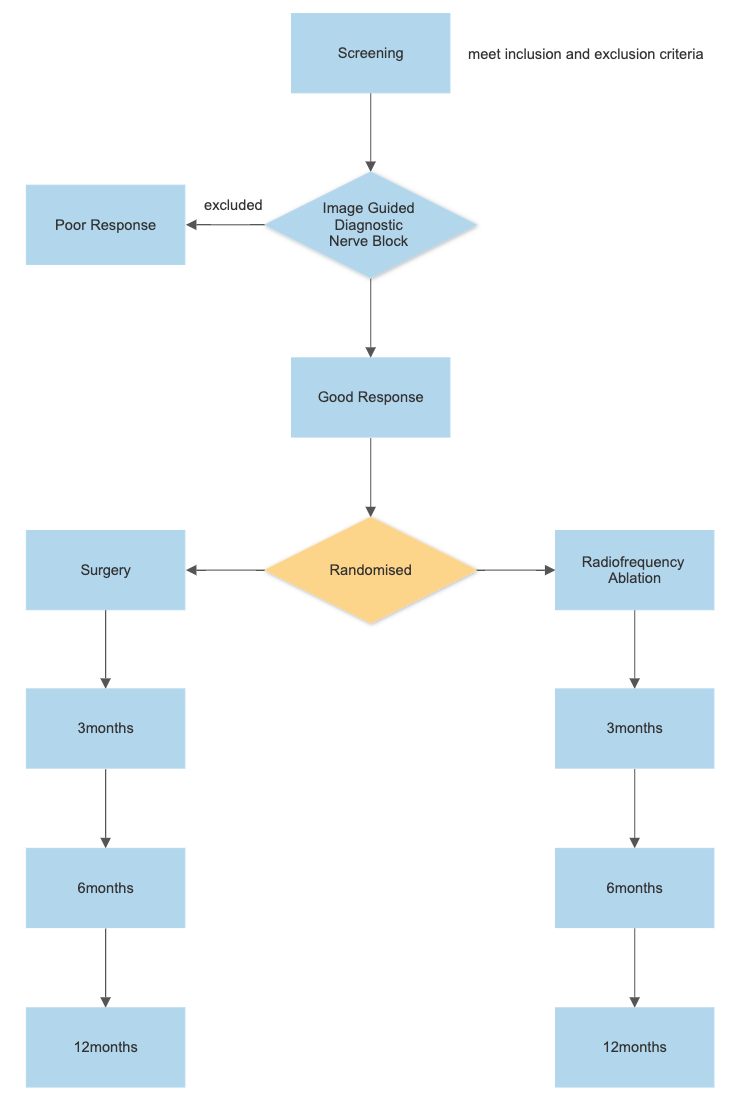 Screening
meet inclusion and exclusion criteria
excluded
Poor Response
Image Guided
Diagnostic
Nerve Block
Good Response
Surgery
Randomised
Radiofrequency
Ablation
3months
3months
6months
6months
12months
12months